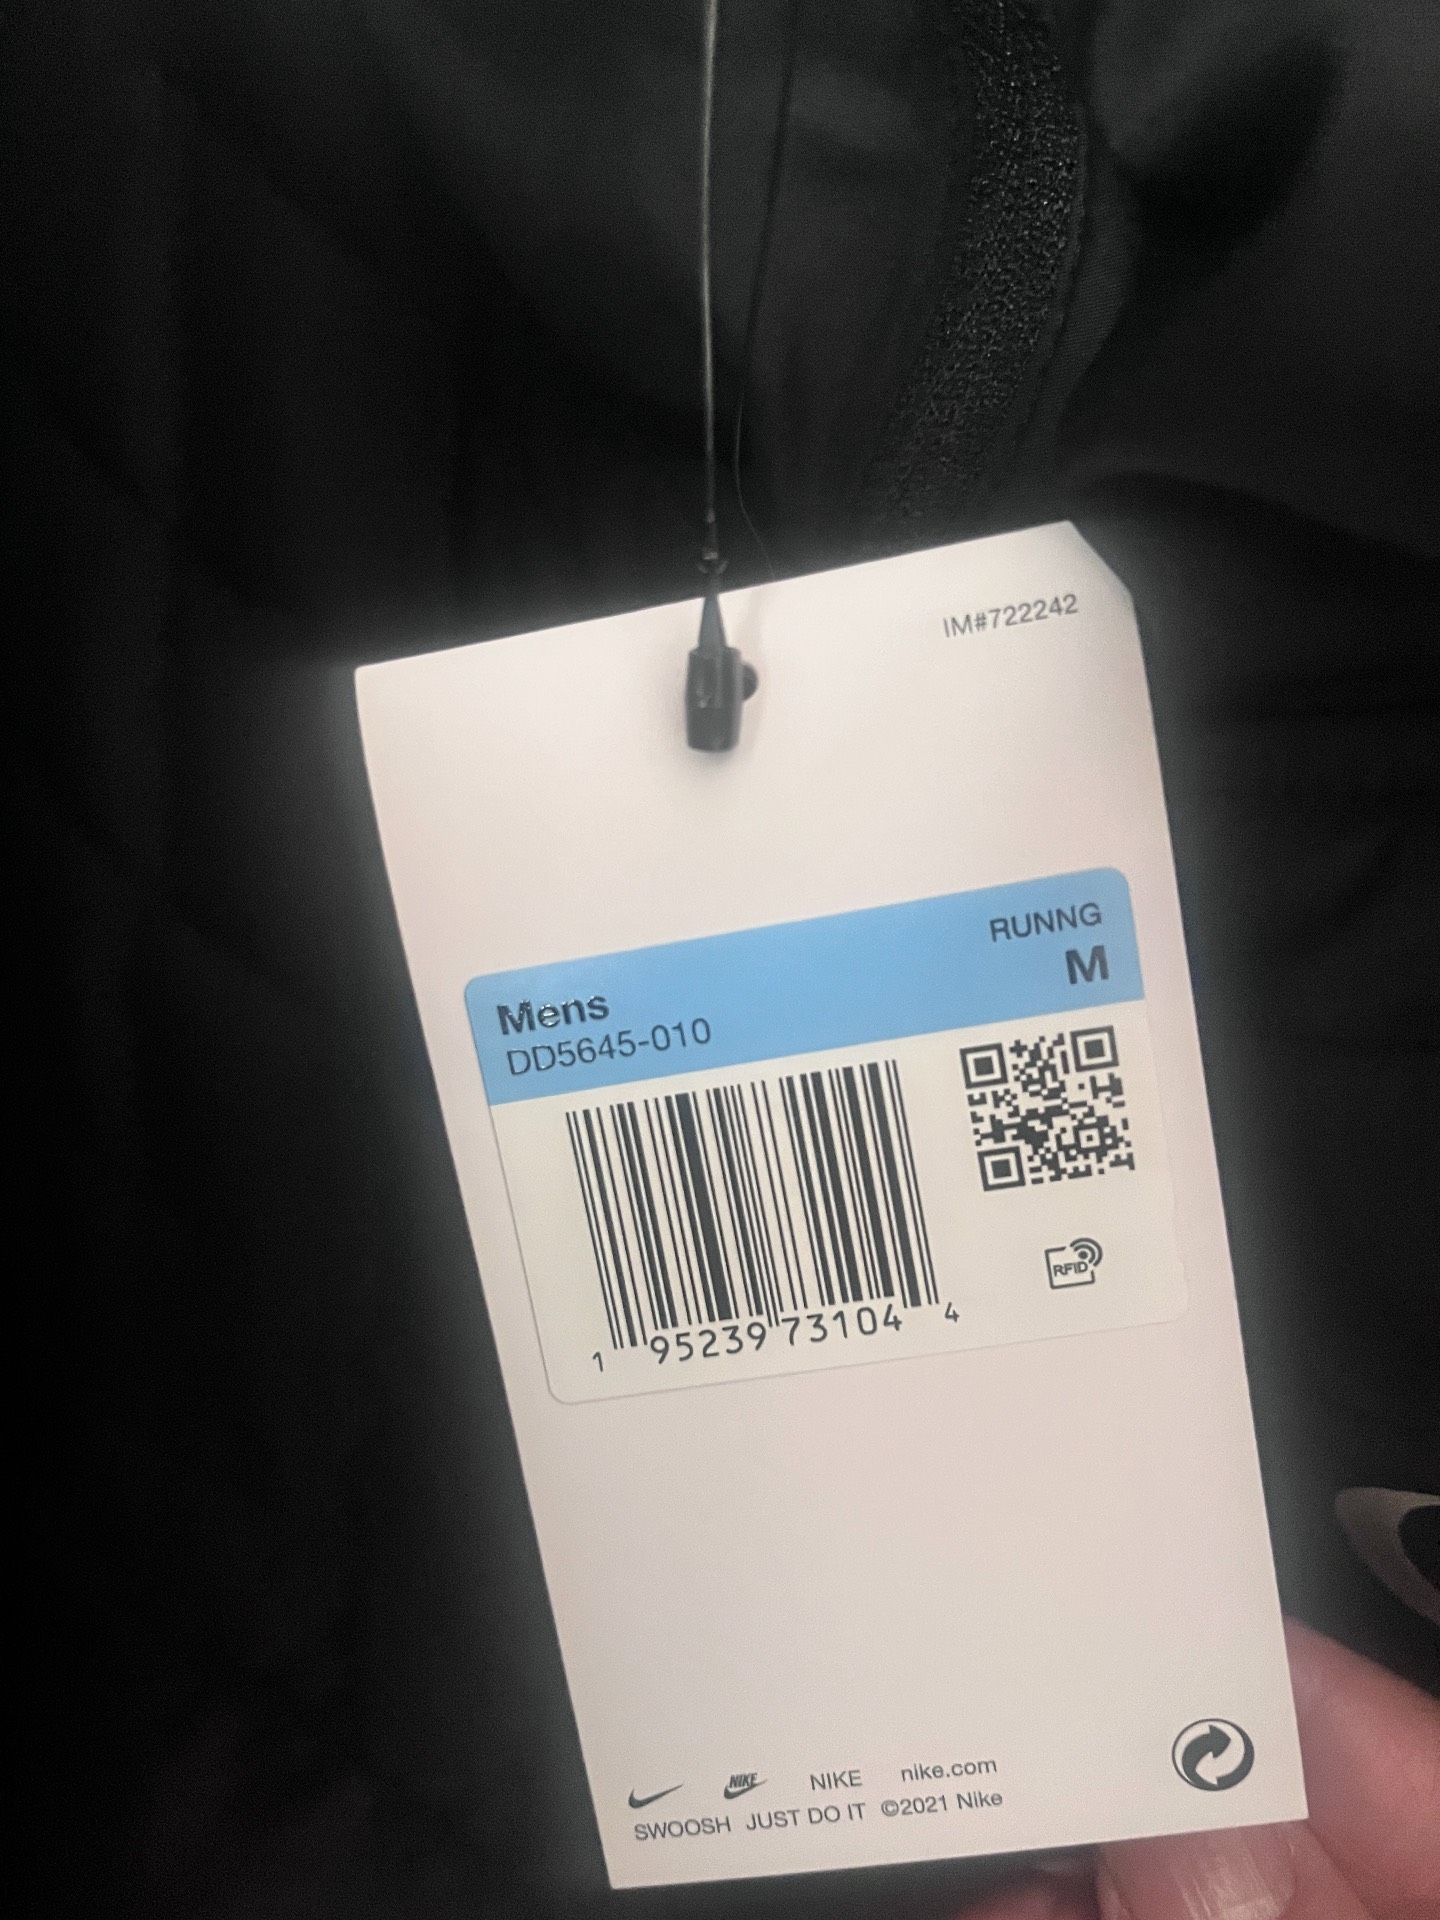 IM#722242
RUNNG
Mens M
DD5645-010
RFID
1 95239 73104 4
NIKE NIKE nike.com
SWOOSH JUST DO IT ©2021 Nike